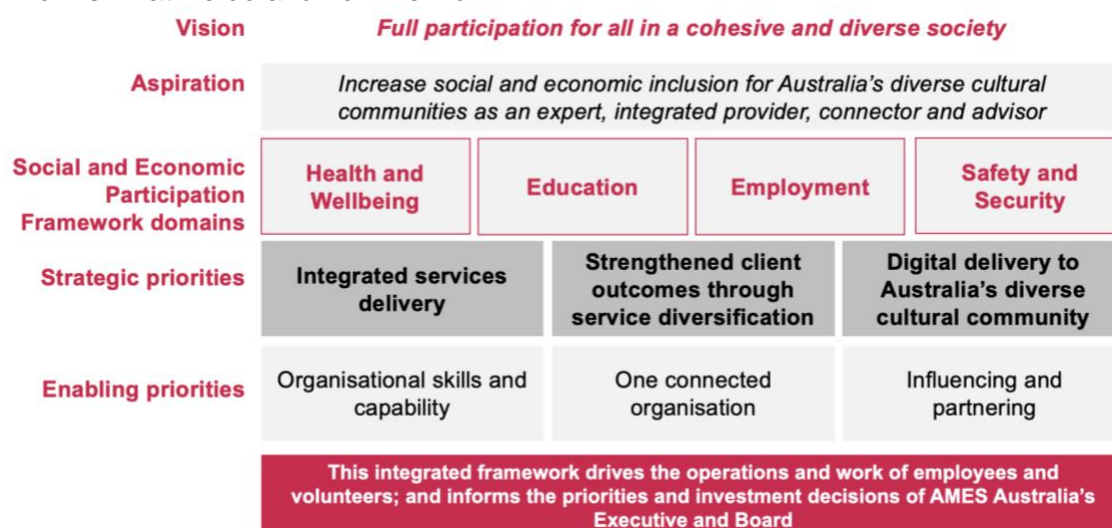 Vision
Full participation for all in a cohesive and diverse society
Aspiration
Increase social and economic inclusion for Australia's diverse cultural
communities as an expert, integrated provider, connector and advisor
Social and Economic
Participation
Framework domains
Health and
Wellbeing
Education
Employment
Safety and
Security
Strategic priorities
Integrated services
delivery
Strengthened client
outcomes through
service diversification
Digital delivery to
Australia's diverse
cultural community
Enabling priorities
Organisational skills and
capability
One connected
organisation
Influencing and
partnering
This integrated framework drives the operations and work of employees and
volunteers; and informs the priorities and investment decisions of AMES Australia's
Executive and Board